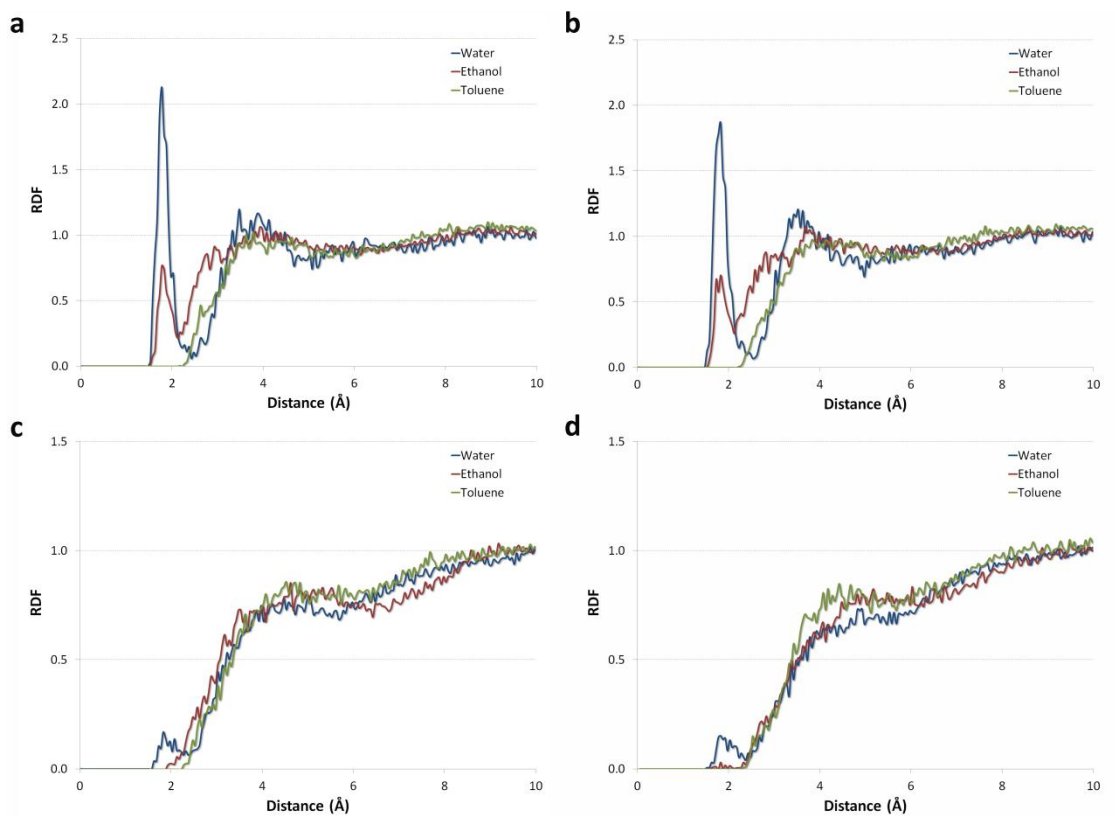 a
b
2.5
2.0
1.5
1.0
0.5
0.0
RDF
0 2 4 6 8 10
Distance (Å)
Water
Ethanol
Toluene
2.5
2.0
1.5
1.0
0.5
0.0
RDF
0 2 4 6 8 10
Distance (Å)
Water
Ethanol
Toluene
c
d
1.5
1.0
0.5
0.0
RDF
0 2 4 6 8 10
Distance (Å)
Water
Ethanol
Toluene
1.5
1.0
0.5
0.0
RDF
0 2 4 6 8 10
Distance (Å)
Water
Ethanol
Toluene